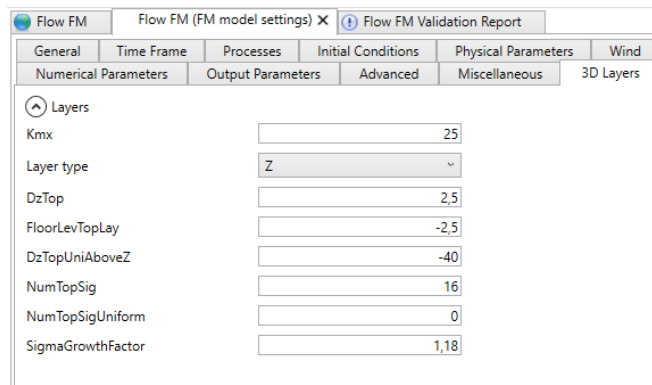 Flow FM Flow FM (FM model settings) X Flow FM Validation Report
General Time Frame Processes Initial Conditions Physical Parameters Wind
Numerical Parameters Output Parameters Advanced Miscellaneous 3D Layers
Layers
Kmx 25
Layer type Z
DzTop 2,5
FloorLevTopLay -2,5
DzTopUniAboveZ -40
NumTopSig 16
NumTopSigUniform 0
SigmaGrowthFactor 1,18